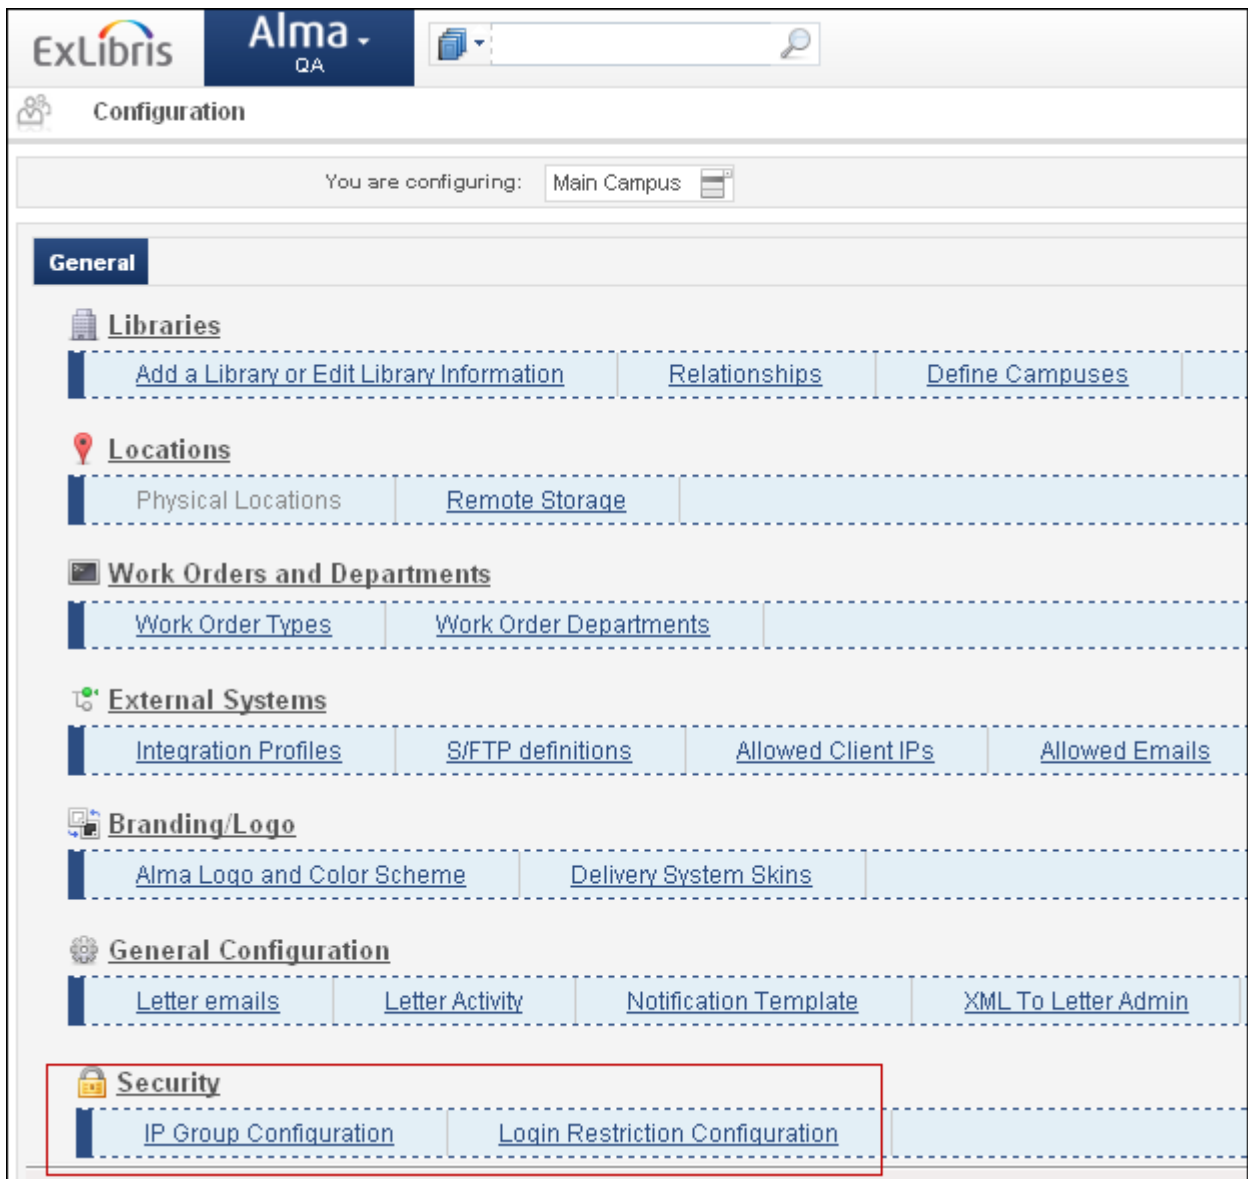 ExLibris
Alma
QA
Configuration
You are configuring: Main Campus
General
Libraries
Add a Library or Edit Library Information Relationships Define Campuses
Locations
Physical Locations Remote Storage
Work Orders and Departments
Work Order Types Work Order Departments
External Systems
Integration Profiles S/FTP definitions Allowed Client IPs Allowed Emails
Branding/Logo
Alma Logo and Color Scheme Delivery System Skins
General Configuration
Letter emails Letter Activity Notification Template XML To Letter Admin
Security
IP Group Configuration Login Restriction Configuration